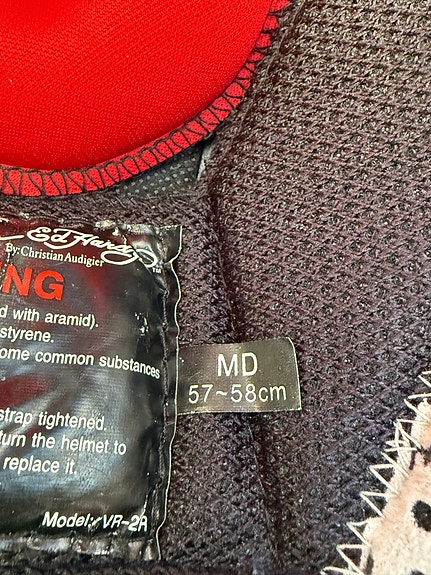 Ed Hardy
By Christian Audigier
TM
NG
d with aramid).
styrene.
ome common substances
strap tightened.
turn the helmet to
replace it.
Model: VR-2R
MD
57~58cm